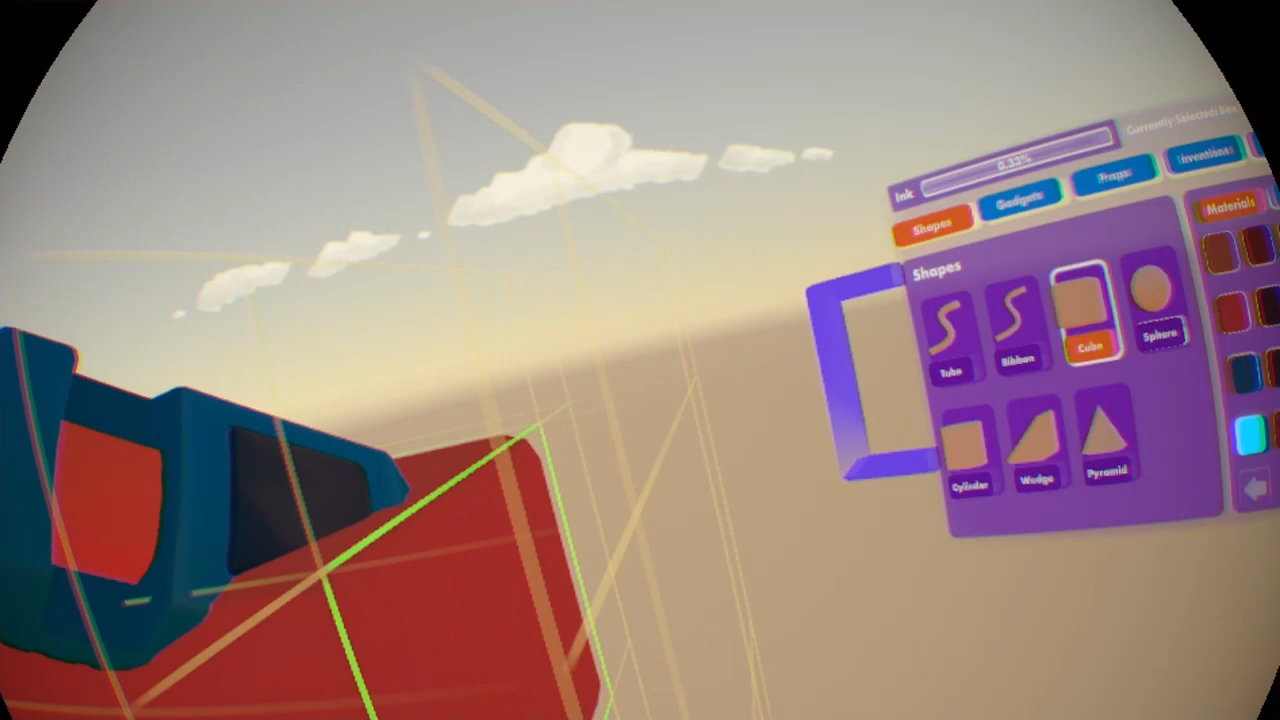 Currently Selected:
Ink 0.33%
Shapes Gadgets Props Inventions
Materials
Shapes
Tube Ribbon Cube Sphere
Cylinder Wedge Pyramid